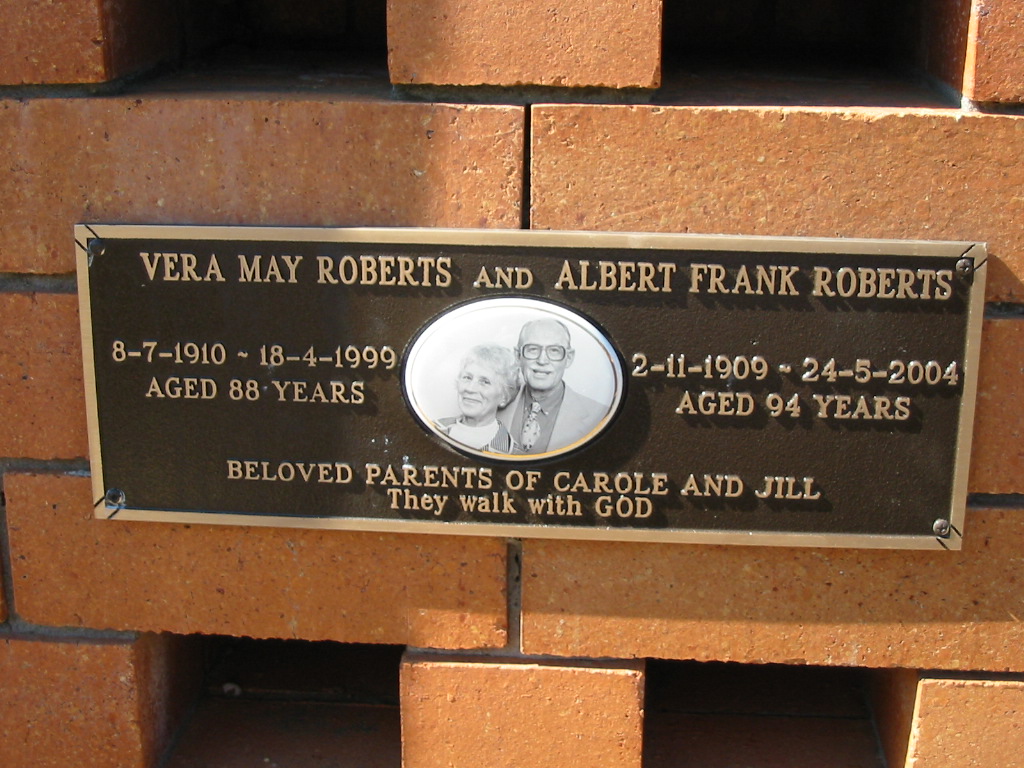 VERA MAY ROBERTS AND ALBERT FRANK ROBERTS
8-7-1910 ~ 18-4-1999
AGED 88 YEARS
2-11-1909 ~ 24-5-2004
AGED 94 YEARS
BELOVED PARENTS OF CAROLE AND JILL
They walk with GOD